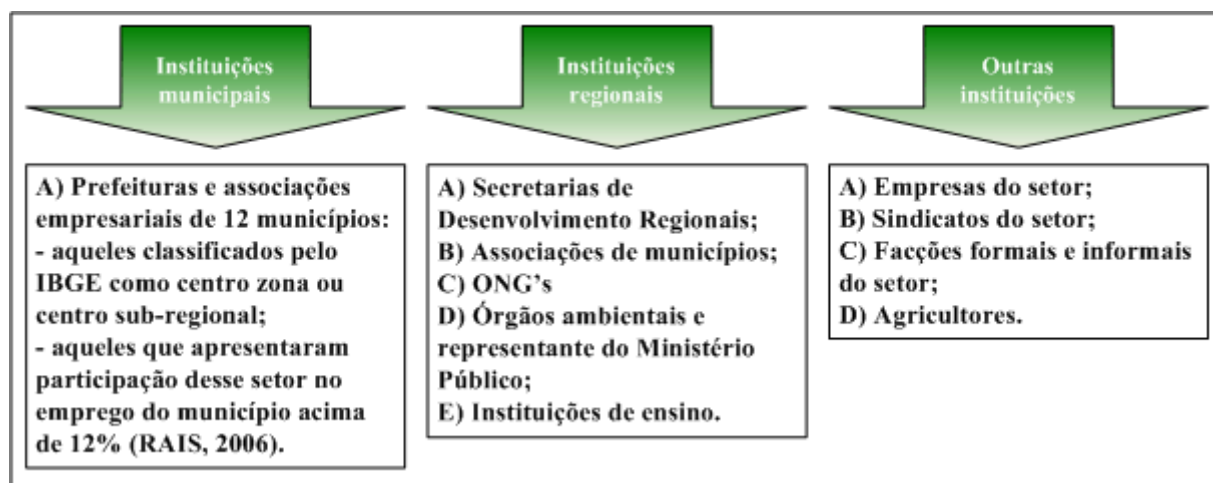 Instituições
municipais
A) Prefeituras e associações
empresariais de 12 municípios:
- aqueles classificados pelo
IBGE como centro zona ou
centro sub-regional;
- aqueles que apresentaram
participação desse setor no
emprego do município acima
de 12% (RAIS, 2006).
Instituições
regionais
A) Secretarias de
Desenvolvimento Regionais;
B) Associações de municípios;
C) ONG’s
D) Órgãos ambientais e
representante do Ministério
Público;
E) Instituições de ensino.
Outras
instituições
A) Empresas do setor;
B) Sindicatos do setor;
C) Facções formais e informais
do setor;
D) Agricultores.